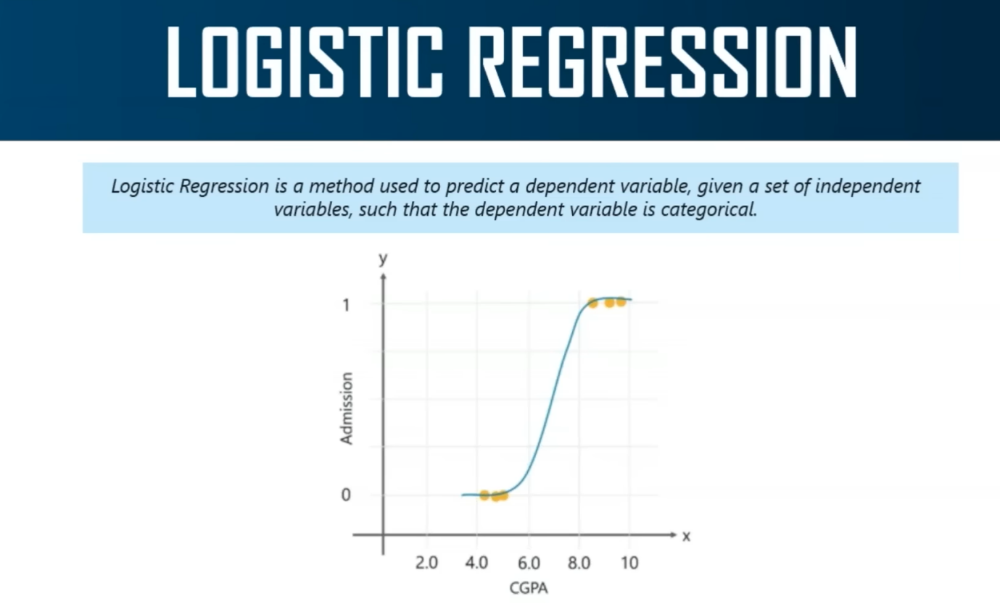 LOGISTIC REGRESSION
Logistic Regression is a method used to predict a dependent variable, given a set of independent
variables, such that the dependent variable is categorical.
y
1
Admission
0
x
2.0 4.0 6.0 8.0 10
CGPA